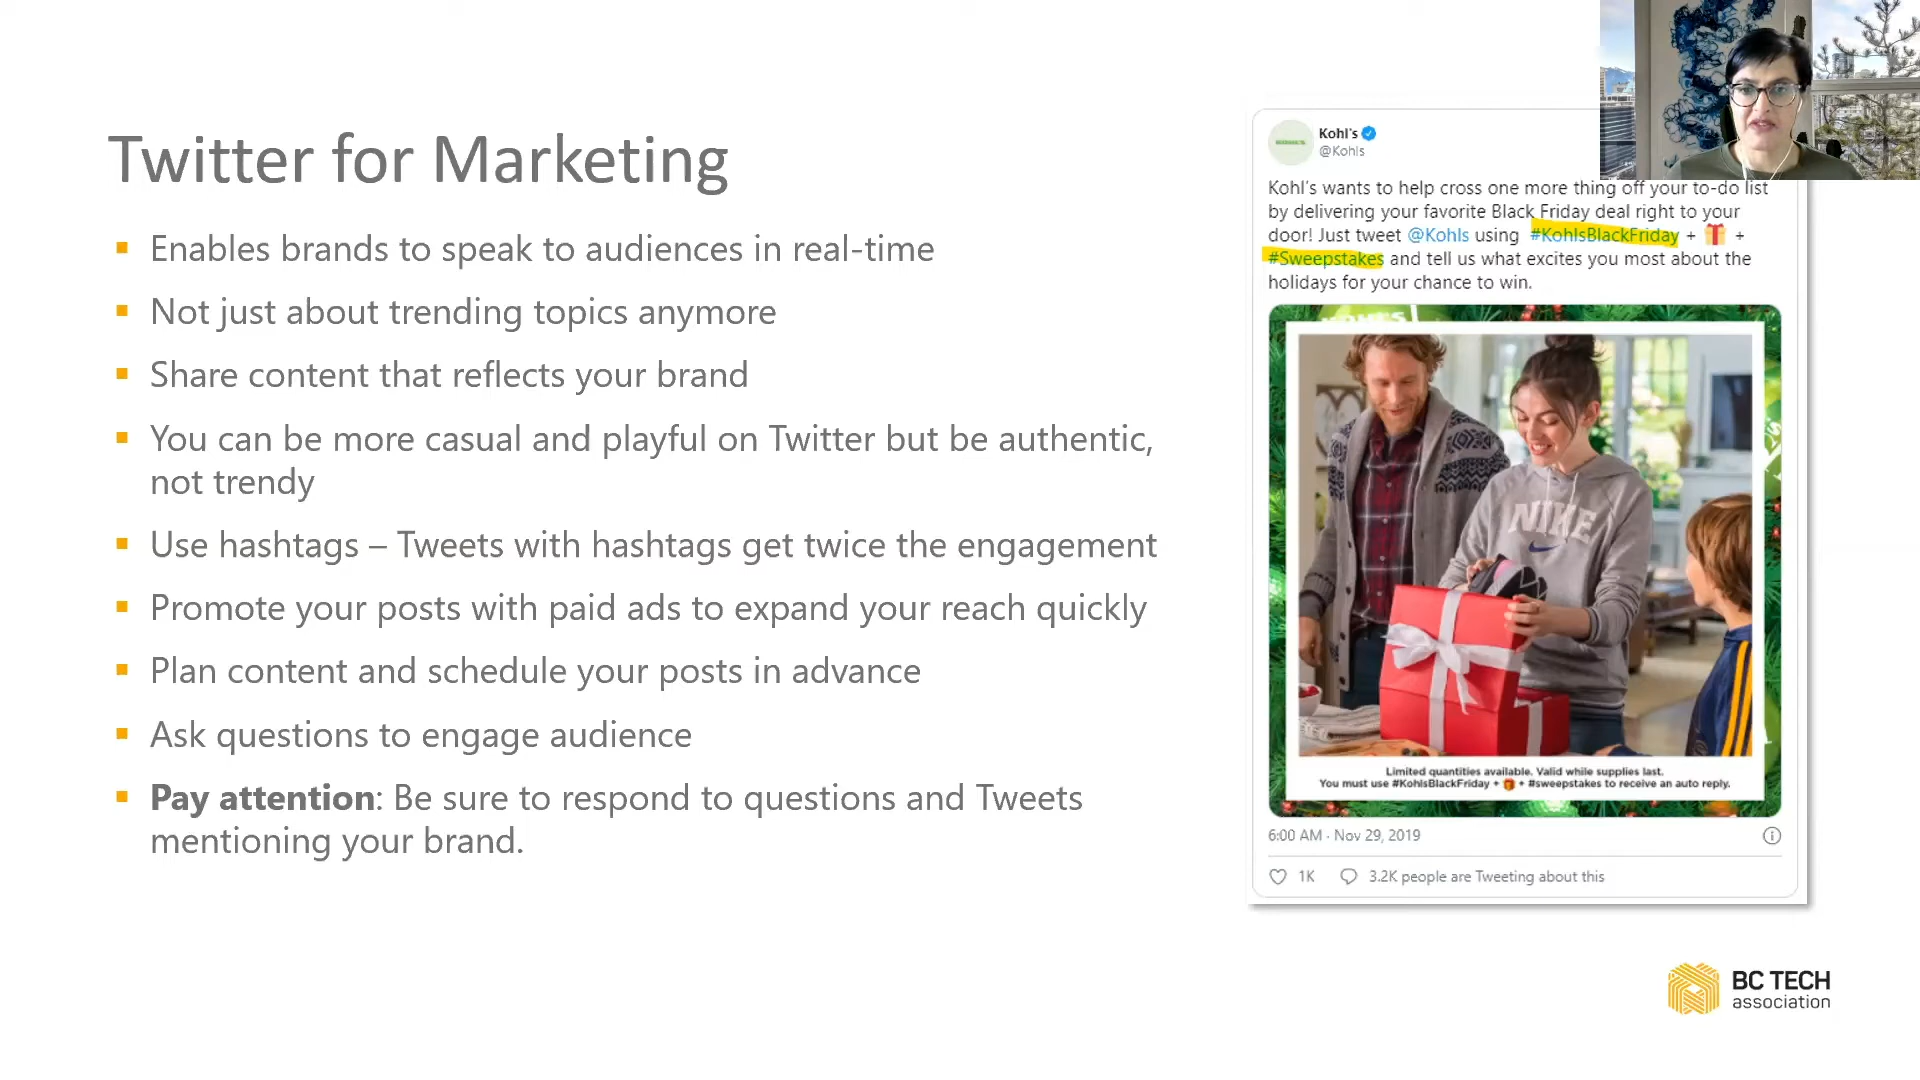 Twitter for Marketing
Enables brands to speak to audiences in real-time
Not just about trending topics anymore
Share content that reflects your brand
You can be more casual and playful on Twitter but be authentic,
not trendy
Use hashtags – Tweets with hashtags get twice the engagement
Promote your posts with paid ads to expand your reach quickly
Plan content and schedule your posts in advance
Ask questions to engage audience
Pay attention: Be sure to respond to questions and Tweets
mentioning your brand.
KOHL'S
Kohl's
@Kohls
Kohl's wants to help cross one more thing off your to-do list
by delivering your favorite Black Friday deal right to your
door! Just tweet @Kohls using #KohlsBlackFriday + 🎁 +
#Sweepstakes and tell us what excites you most about the
holidays for your chance to win.
NIKE
Limited quantities available. Valid while supplies last.
You must use #KohlsBlackFriday + 🎁 + #sweepstakes to receive an auto reply.
6:00 AM · Nov 29, 2019
1K 3.2K people are Tweeting about this
BC TECH
association